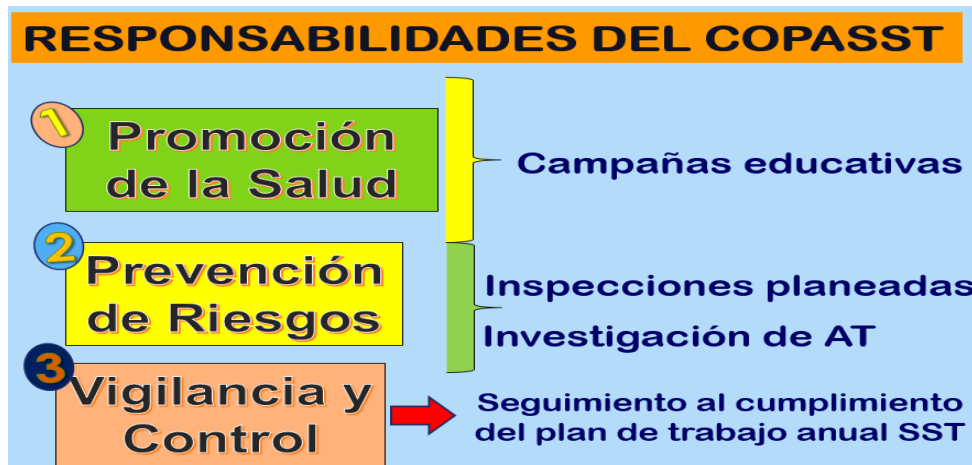 RESPONSABILIDADES DEL COPASST
1
Promoción
de la Salud
Campañas educativas
2
Prevención
de Riesgos
Inspecciones planeadas
Investigación de AT
3
Vigilancia y
Control
Seguimiento al cumplimiento
del plan de trabajo anual SST